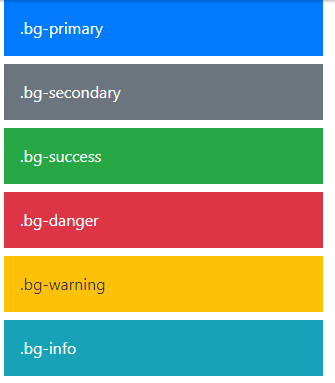 .bg-primary
.bg-secondary
.bg-success
.bg-danger
.bg-warning
.bg-info